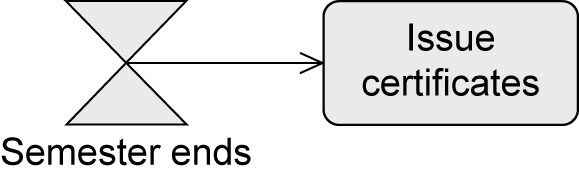 Issue
certificates
Semester ends